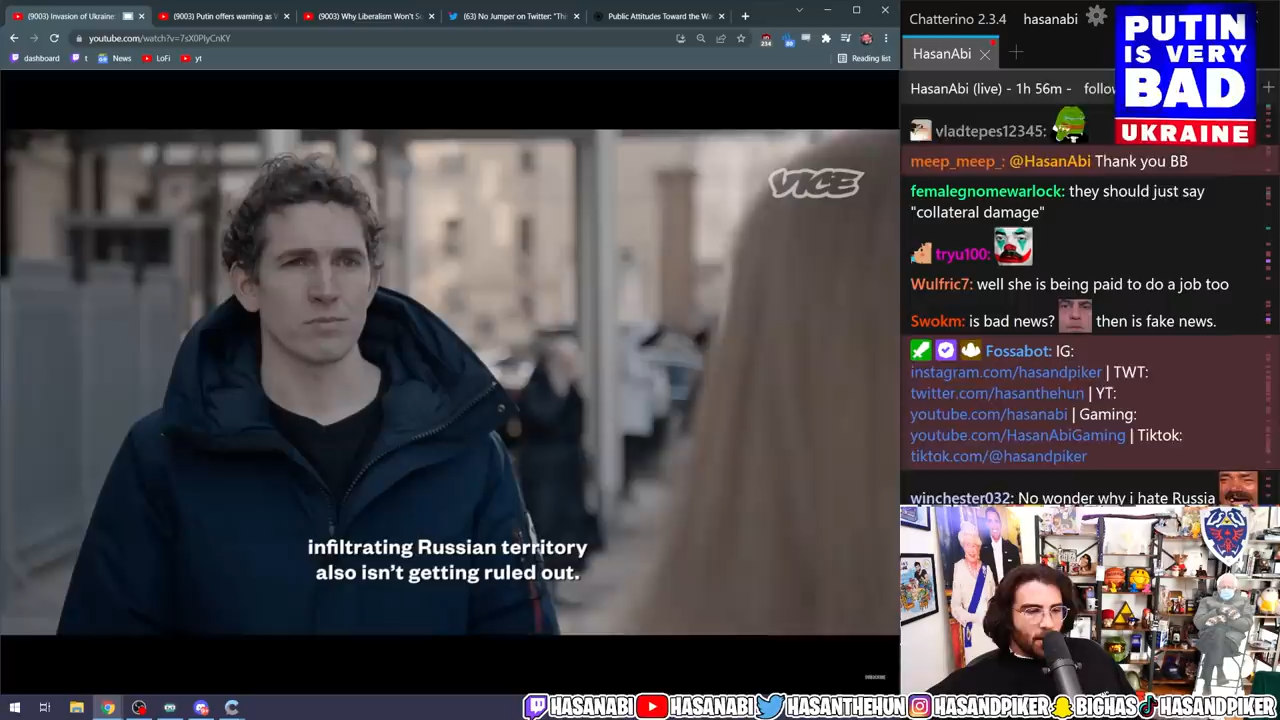 (9003) Invasion of Ukraine
(9003) Putin offers warning as W
(9003) Why Liberalism Won't S
(63) No Jumper on Twitter: "Thi
Public Attitudes Toward the Wa
youtube.com/watch?v=7sX0PlyCnKY
234
80
dashboard
t
News
LoFi
yt
Reading list
VICE
infiltrating Russian territory
also isn't getting ruled out.
Chatterino 2.3.4
hasanabi
HasanAbi
HasanAbi (live) - 1h 56m -
PUTIN
IS VERY
BAD
UKRAINE
vladtepes12345:
meep_meep_: @HasanAbi Thank you BB
femalegnomewarlock: they should just say
"collateral damage"
tryu100:
Wulfric7: well she is being paid to do a job too
Swokm: is bad news? then is fake news.
Fossabot: IG:
instagram.com/hasandpiker | TWT:
twitter.com/hasanthehun | YT:
youtube.com/hasanabi | Gaming:
youtube.com/HasanAbiGaming | Tiktok:
tiktok.com/@hasandpiker
winchester032: No wonder why i hate Russia
HASANABI
HASANABI
HASANTHEHUN
HASANDPIKER
BIGHAS
HASANDPIKER